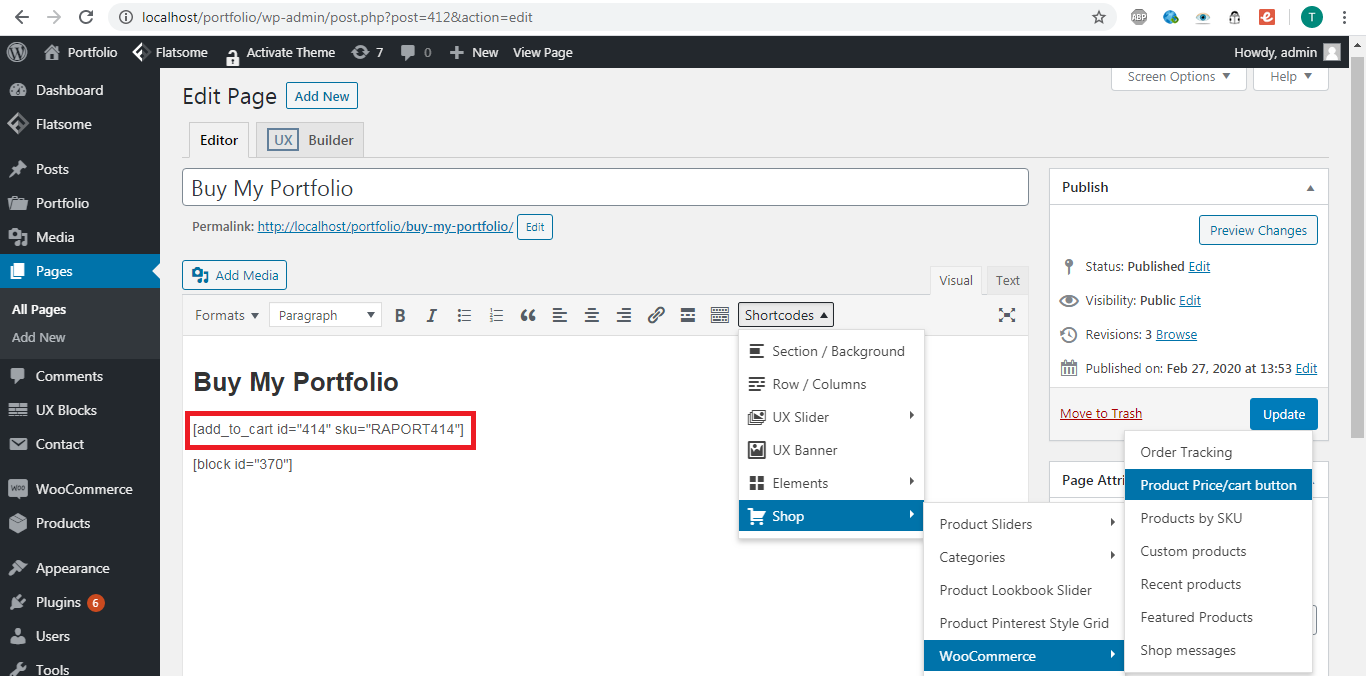 localhost/portfolio/wp-admin/post.php?post=412&action=edit
ABP
T
Portfolio
Flatsome
Activate Theme
7
0
New
View Page
Howdy, admin
Dashboard
Flatsome
Posts
Portfolio
Media
Pages
All Pages
Add New
Comments
UX Blocks
Contact
WooCommerce
Products
Appearance
Plugins 6
Users
Tools
Screen Options
Help
Edit Page
Add New
Editor
UX Builder
Buy My Portfolio
Permalink: http://localhost/portfolio/buy-my-portfolio/ Edit
Add Media
Visual
Text
Formats
Paragraph
B
I
Shortcodes
Buy My Portfolio
[add_to_cart id="414" sku="RAPORT414"]
[block id="370"]
Section / Background
Row / Columns
UX Slider
UX Banner
Elements
Shop
Product Sliders
Categories
Product Lookbook Slider
Product Pinterest Style Grid
WooCommerce
Order Tracking
Product Price/cart button
Products by SKU
Custom products
Recent products
Featured Products
Shop messages
Publish
Preview Changes
Status: Published Edit
Visibility: Public Edit
Revisions: 3 Browse
Published on: Feb 27, 2020 at 13:53 Edit
Move to Trash
Update
Page Attri